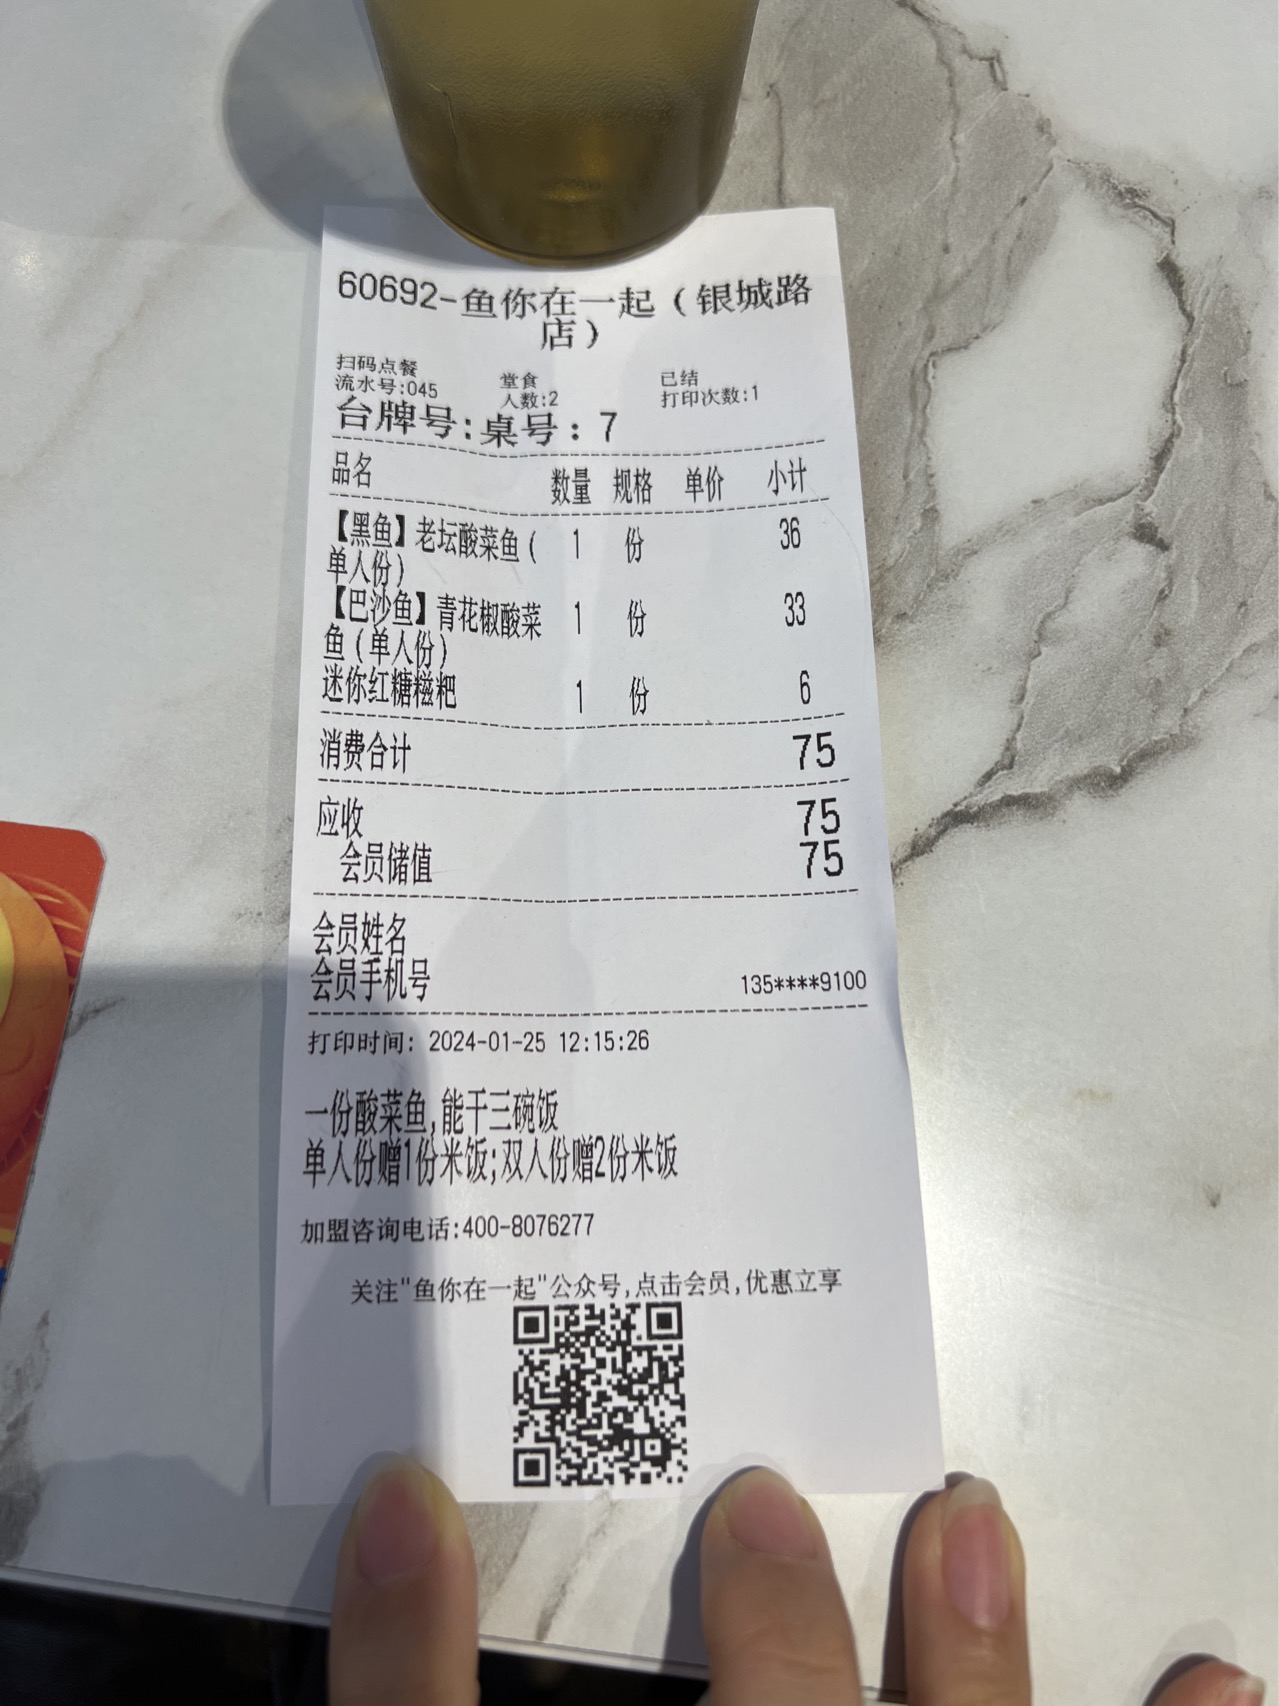 60692-鱼你在一起（银城路
店）
扫码点餐
流水号:045 堂食 已结
人数:2 打印次数:1
台牌号:桌号：7
品名 数量 规格 单价 小计
【黑鱼】老坛酸菜鱼( 1 份 36
单人份)
【巴沙鱼】青花椒酸菜 1 份 33
鱼(单人份)
迷你红糖糍粑 1 份 6
消费合计 75
应收 75
会员储值 75
会员姓名
会员手机号 135****9100
打印时间: 2024-01-25 12:15:26
一份酸菜鱼,能干三碗饭
单人份赠1份米饭;双人份赠2份米饭
加盟咨询电话:400-8076277
关注"鱼你在一起"公众号,点击会员,优惠立享